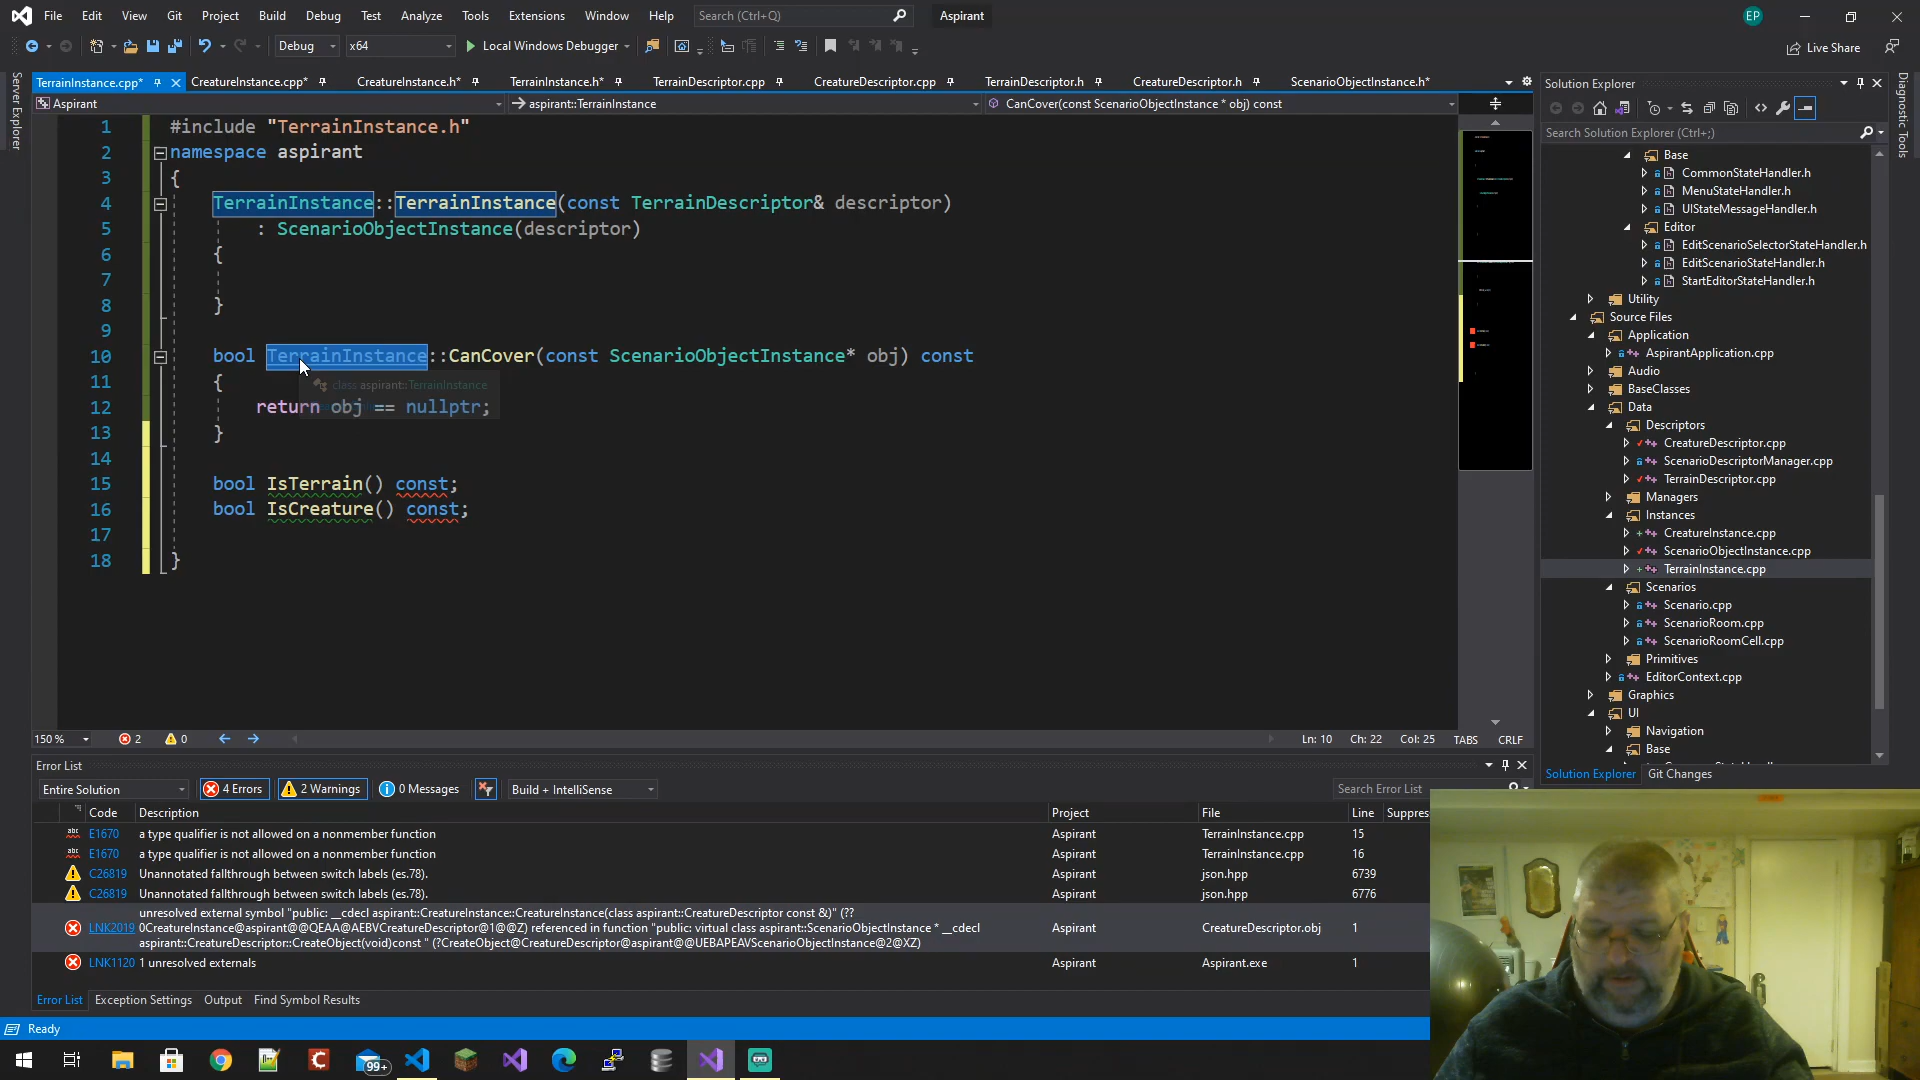 File Edit View Git Project Build Debug Test Analyze Tools Extensions Window Help Search (Ctrl+Q) Aspirant EP
Debug x64 Local Windows Debugger Live Share
TerrainInstance.cpp* CreatureInstance.cpp* CreatureInstance.h* TerrainInstance.h* TerrainDescriptor.cpp CreatureDescriptor.cpp TerrainDescriptor.h CreatureDescriptor.h ScenarioObjectInstance.h*
Aspirant aspirant::TerrainInstance CanCover(const ScenarioObjectInstance * obj) const
Server Explorer
1 #include "TerrainInstance.h"
2 namespace aspirant
3 {
4 TerrainInstance::TerrainInstance(const TerrainDescriptor& descriptor)
5 : ScenarioObjectInstance(descriptor)
6 {
7
8 }
9
10 bool TerrainInstance::CanCover(const ScenarioObjectInstance* obj) const
11 {
class aspirant::TerrainInstance
12 return obj == nullptr;
13 }
14
15 bool IsTerrain() const;
16 bool IsCreature() const;
17
18 }
150 % 2 0 Ln: 10 Ch: 22 Col: 25 TABS CRLF
Solution Explorer
Search Solution Explorer (Ctrl+;)
Base
CommonStateHandler.h
MenuStateHandler.h
UIStateMessageHandler.h
Editor
EditScenarioSelectorStateHandler.h
EditScenarioStateHandler.h
StartEditorStateHandler.h
Utility
Source Files
Application
AspirantApplication.cpp
Audio
BaseClasses
Data
Descriptors
CreatureDescriptor.cpp
ScenarioDescriptorManager.cpp
TerrainDescriptor.cpp
Managers
Instances
CreatureInstance.cpp
ScenarioObjectInstance.cpp
TerrainInstance.cpp
Scenarios
Scenario.cpp
ScenarioRoom.cpp
ScenarioRoomCell.cpp
Primitives
EditorContext.cpp
Graphics
UI
Navigation
Base
Solution Explorer Git Changes
Diagnostic Tools
Error List
Entire Solution 4 Errors 2 Warnings 0 Messages Build + IntelliSense Search Error List
Code Description Project File Line Suppres
abc E1670 a type qualifier is not allowed on a nonmember function Aspirant TerrainInstance.cpp 15
abc E1670 a type qualifier is not allowed on a nonmember function Aspirant TerrainInstance.cpp 16
C26819 Unannotated fallthrough between switch labels (es.78). Aspirant json.hpp 6739
C26819 Unannotated fallthrough between switch labels (es.78). Aspirant json.hpp 6776
unresolved external symbol "public: __cdecl aspirant::CreatureInstance::CreatureInstance(class aspirant::CreatureDescriptor const &)" (??
LNK2019 0CreatureInstance@aspirant@@QEAA@AEBVCreatureDescriptor@1@@Z) referenced in function "public: virtual class aspirant::ScenarioObjectInstance * __cdecl Aspirant CreatureDescriptor.obj 1
aspirant::CreatureDescriptor::CreateObject(void)const " (?CreateObject@CreatureDescriptor@aspirant@@UEBAPEAVScenarioObjectInstance@2@XZ)
LNK1120 1 unresolved externals Aspirant Aspirant.exe 1
Error List Exception Settings Output Find Symbol Results
Ready
99+